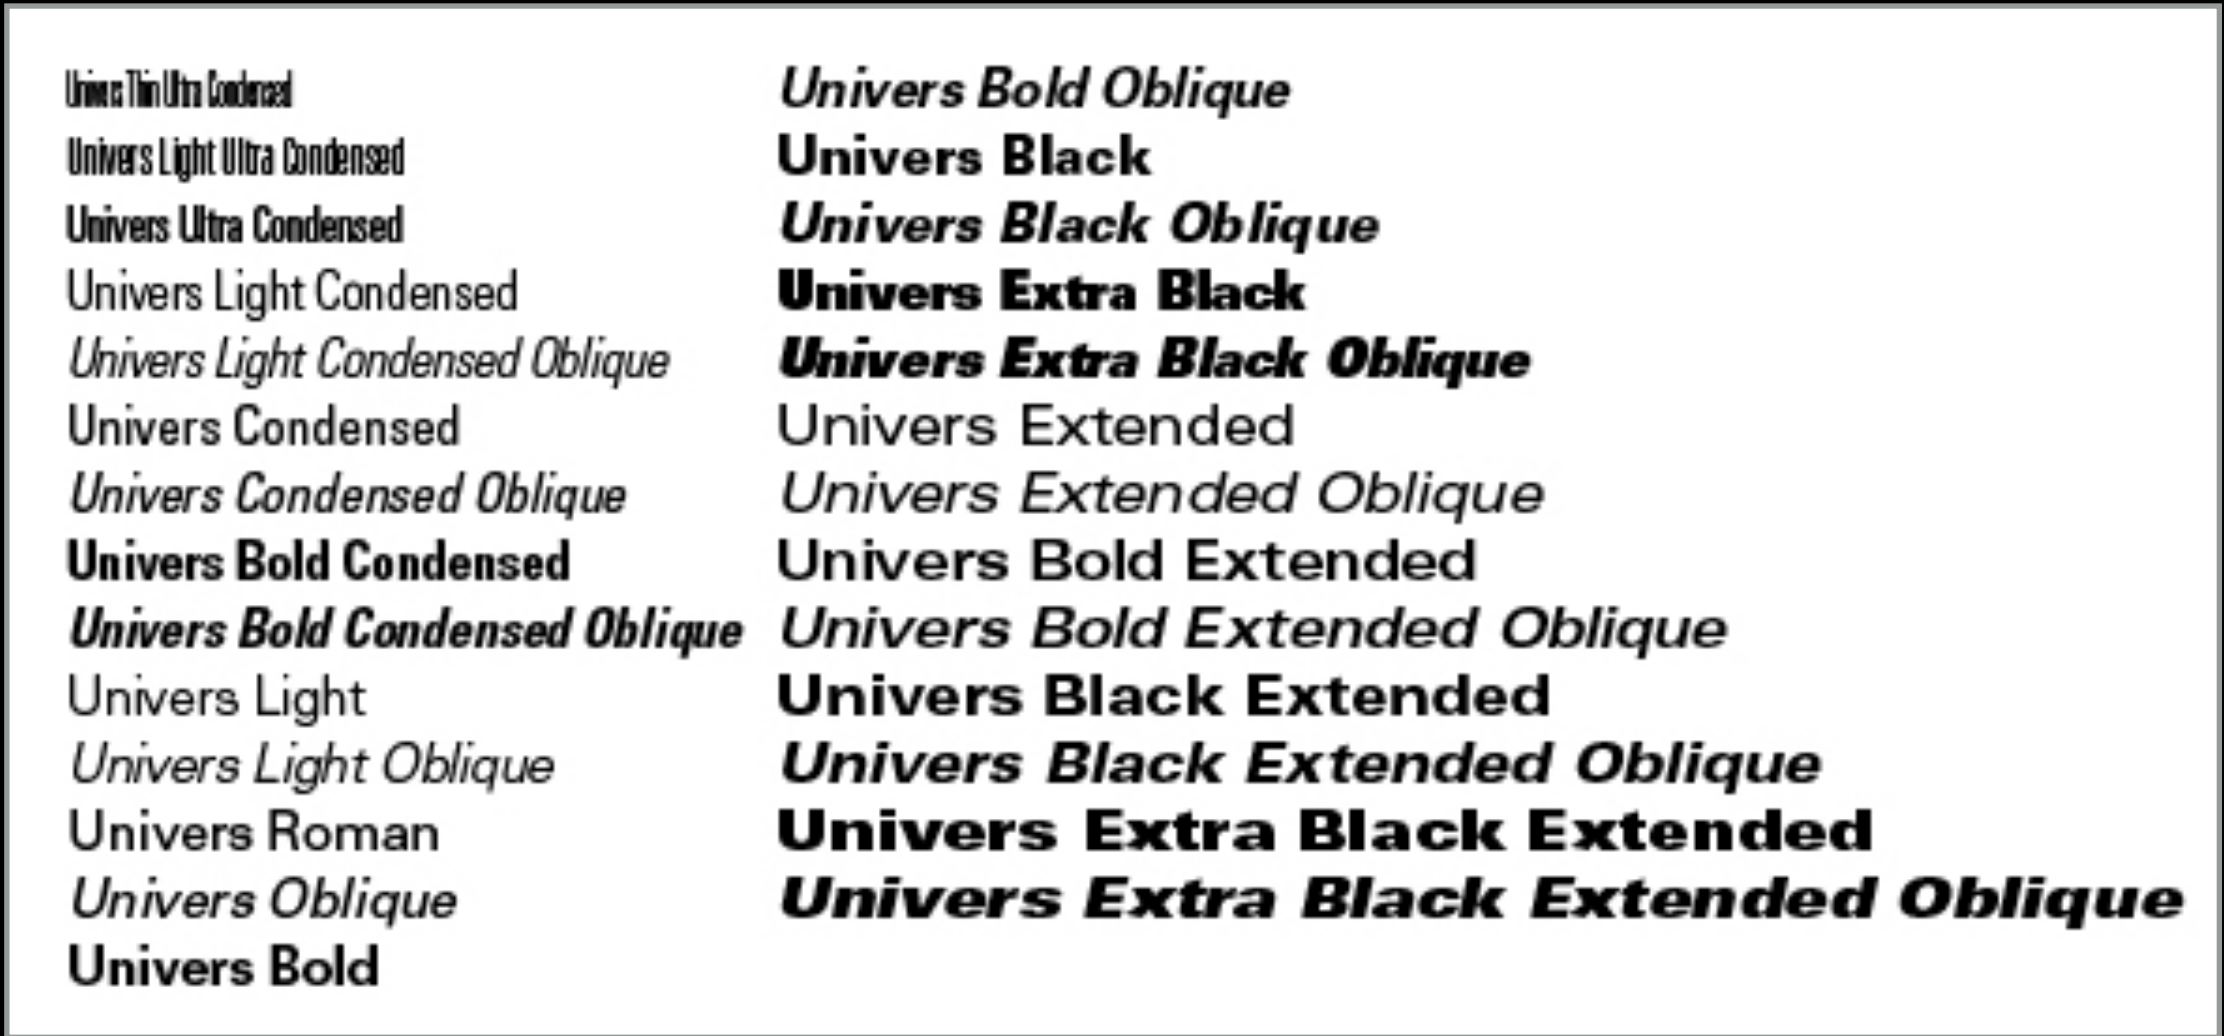 Univers Thin Ultra Condensed
Univers Light Ultra Condensed
Univers Ultra Condensed
Univers Light Condensed
Univers Light Condensed Oblique
Univers Condensed
Univers Condensed Oblique
Univers Bold Condensed
Univers Bold Condensed Oblique
Univers Light
Univers Light Oblique
Univers Roman
Univers Oblique
Univers Bold
Univers Bold Oblique
Univers Black
Univers Black Oblique
Univers Extra Black
Univers Extra Black Oblique
Univers Extended
Univers Extended Oblique
Univers Bold Extended
Univers Bold Extended Oblique
Univers Black Extended
Univers Black Extended Oblique
Univers Extra Black Extended
Univers Extra Black Extended Oblique